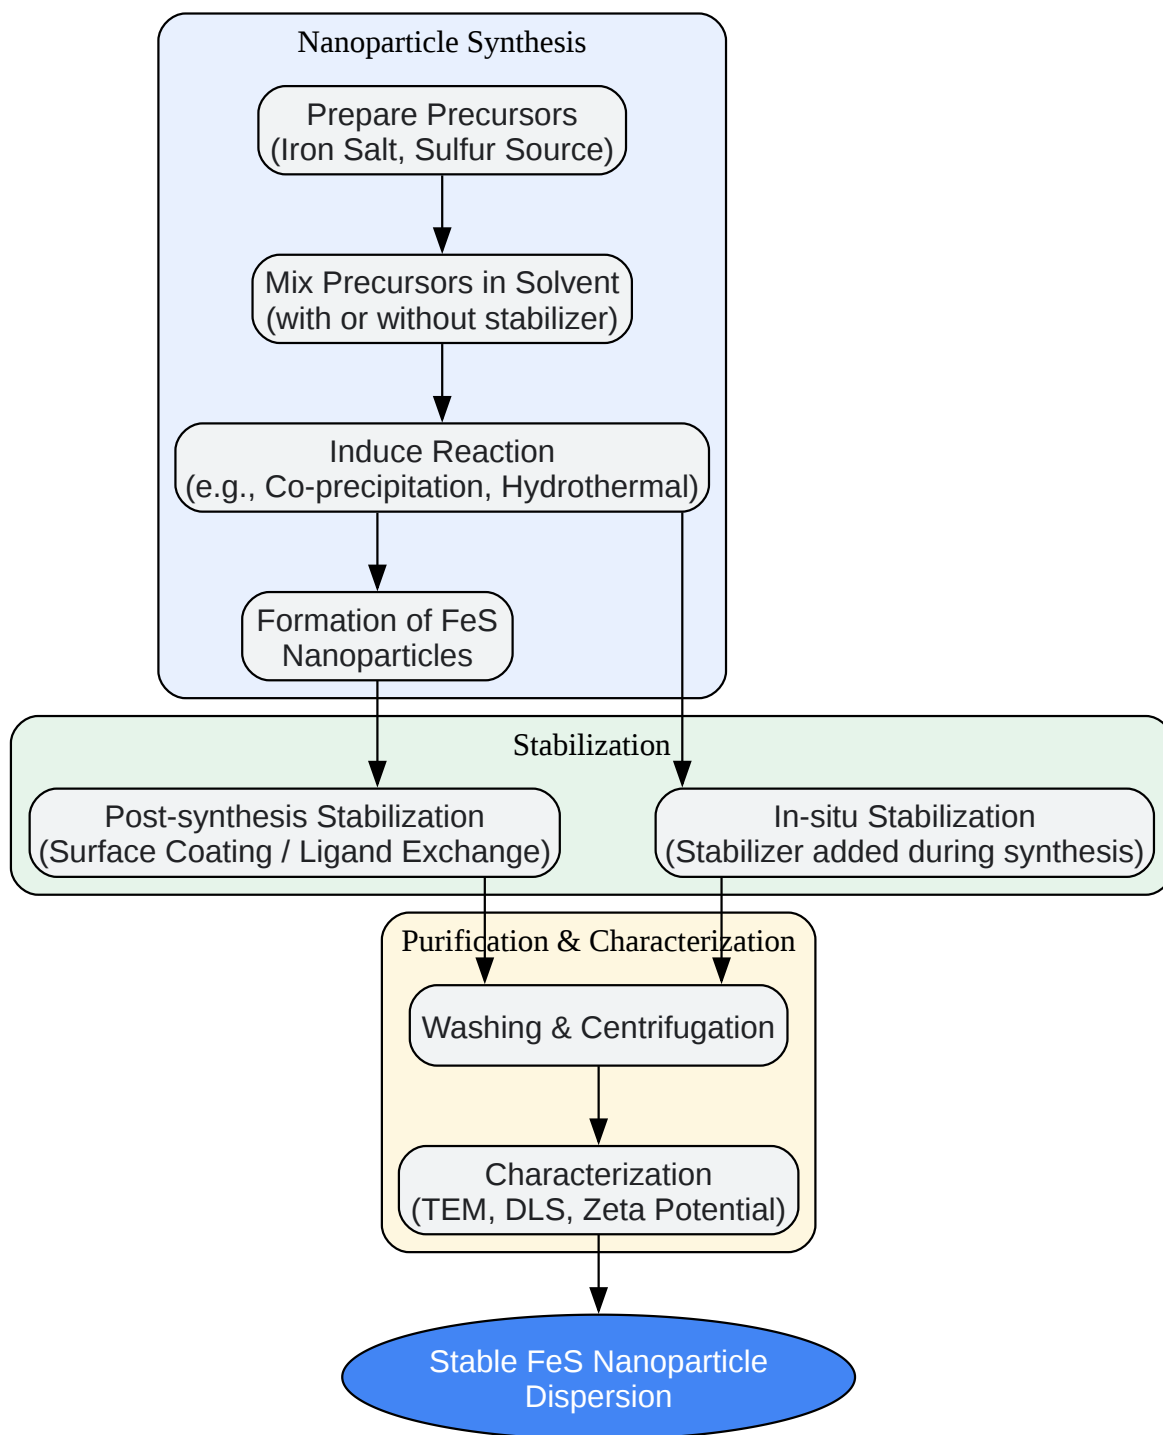 Nanoparticle Synthesis
Prepare Precursors
(Iron Salt, Sulfur Source)
Mix Precursors in Solvent
(with or without stabilizer)
Induce Reaction
(e.g., Co-precipitation, Hydrothermal)
Formation of FeS
Nanoparticles
Stabilization
Post-synthesis Stabilization
(Surface Coating / Ligand Exchange)
In-situ Stabilization
(Stabilizer added during synthesis)
Purification & Characterization
Washing & Centrifugation
Characterization
(TEM, DLS, Zeta Potential)
Stable FeS Nanoparticle
Dispersion